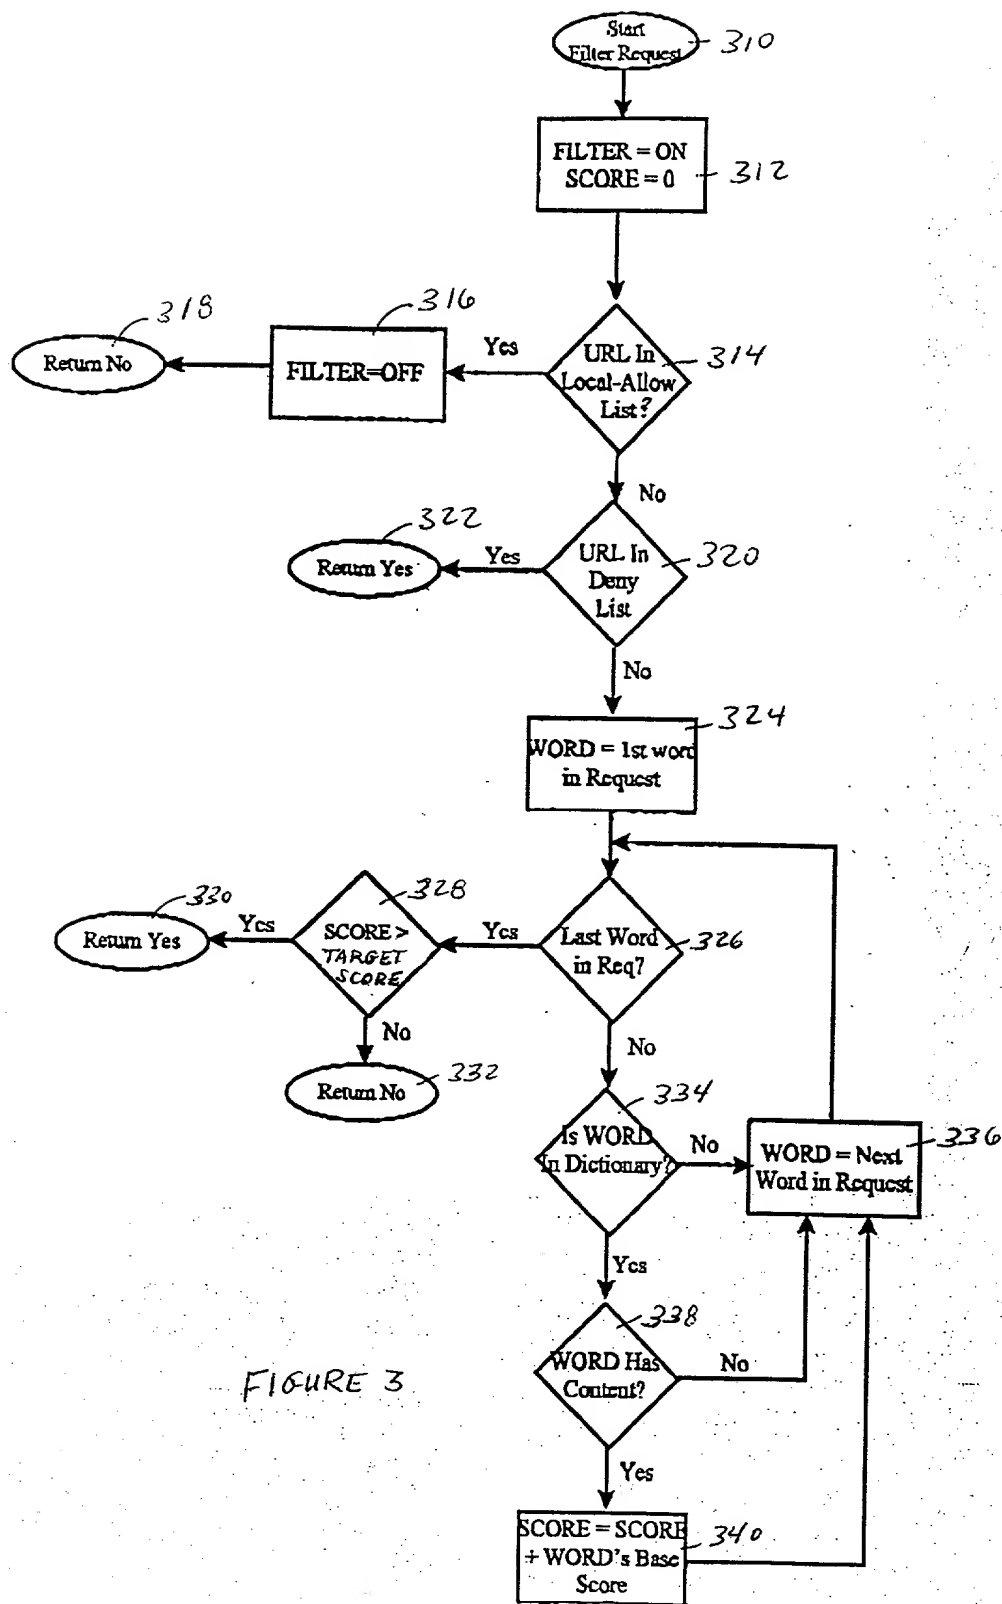 Start
Filter Request
310
FILTER = ON
SCORE = 0
312
318
Return No
316
FILTER=OFF
Yes
URL In
Local-Allow
List?
314
No
322
Return Yes
Yes
URL In
Deny
List
320
No
324
WORD = 1st word
in Request
330
Return Yes
Yes
328
SCORE >
TARGET
SCORE
Yes
Last Word
in Req?
326
No
Return No
332
No
334
Is WORD
In Dictionary?
No
336
WORD = Next
Word in Request
Yes
338
WORD Has
Content?
No
FIGURE 3
Yes
SCORE = SCORE
+ WORD's Base
Score
340